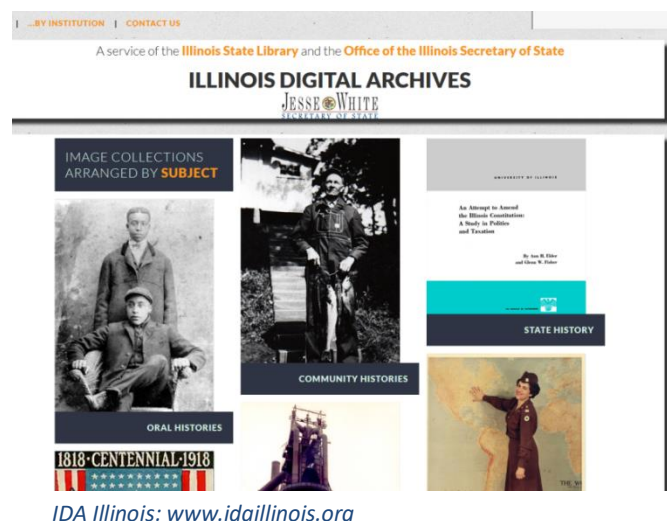 | ...BY INSTITUTION | CONTACT US
A service of the Illinois State Library and the Office of the Illinois Secretary of State
ILLINOIS DIGITAL ARCHIVES
JESSE WHITE
SECRETARY OF STATE
IMAGE COLLECTIONS
ARRANGED BY SUBJECT
UNIVERSITY OF ILLINOIS
An Attempt to Amend
the Illinois Constitution:
A Study in Politics
and Taxation
By Ann H. Elder
and Glenn W. Fisher
STATE HISTORY
COMMUNITY HISTORIES
ORAL HISTORIES
1818·CENTENNIAL·1918
IDA Illinois: www.idaillinois.org